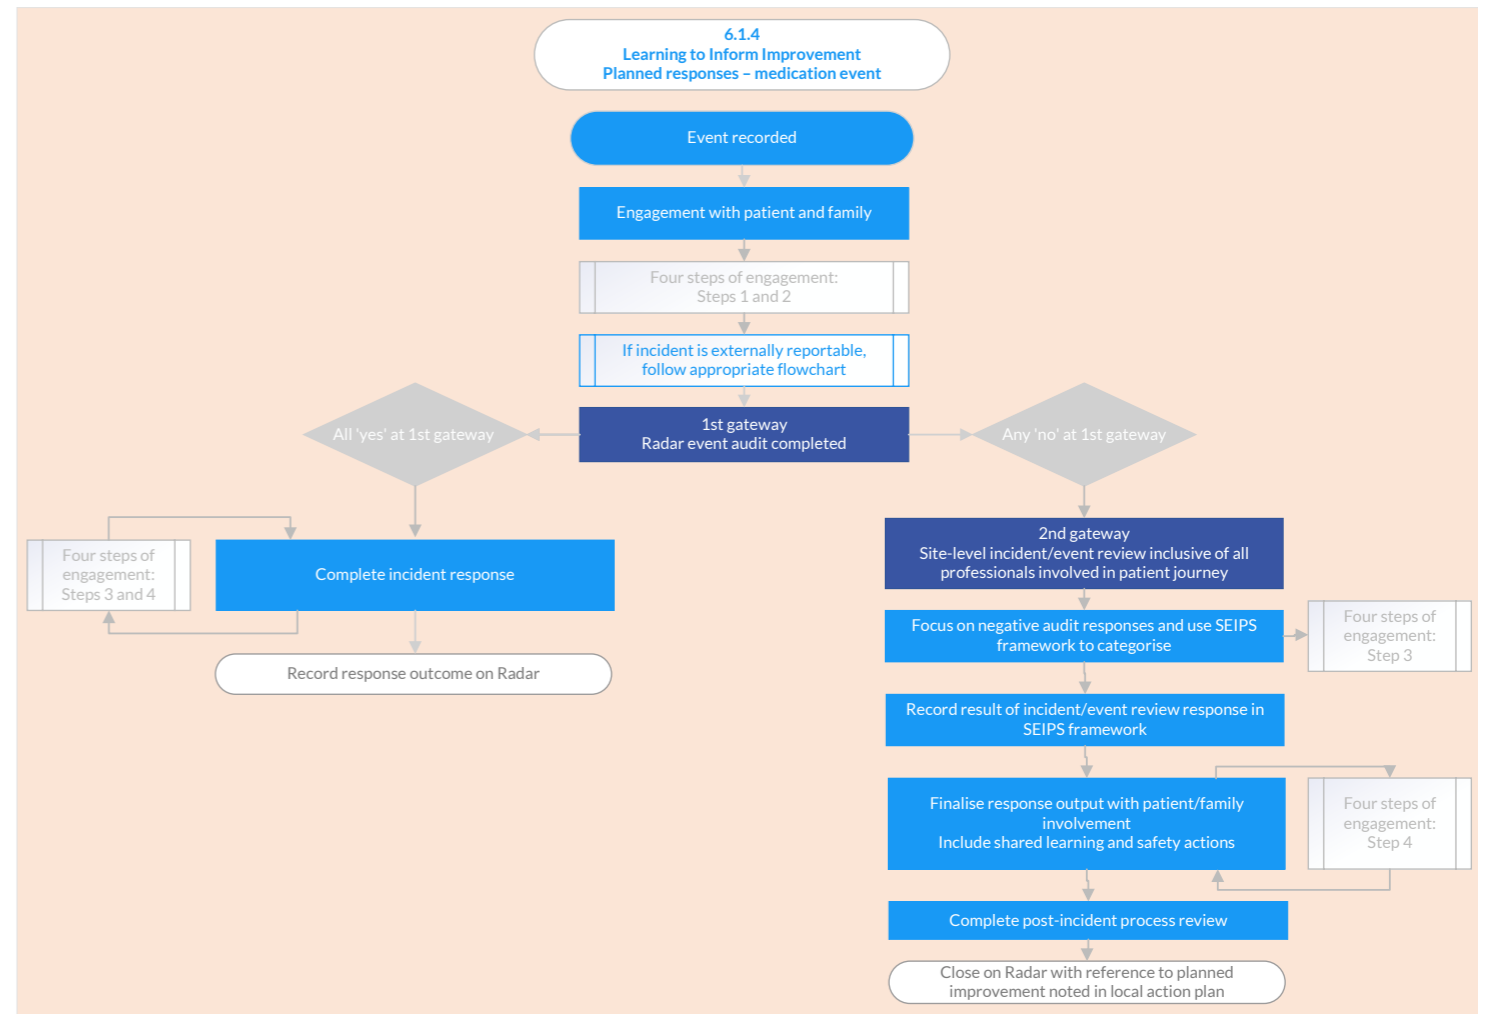 6.1.4
Learning to Inform Improvement
Planned responses – medication event
Event recorded
Engagement with patient and family
Four steps of engagement:
Steps 1 and 2
If incident is externally reportable,
follow appropriate flowchart
1st gateway
Radar event audit completed
All 'yes' at 1st gateway
Any 'no' at 1st gateway
Four steps of
engagement:
Steps 3 and 4
Complete incident response
Record response outcome on Radar
2nd gateway
Site-level incident/event review inclusive of all
professionals involved in patient journey
Focus on negative audit responses and use SEIPS
framework to categorise
Four steps of
engagement:
Step 3
Record result of incident/event review response in
SEIPS framework
Finalise response output with patient/family
involvement
Include shared learning and safety actions
Four steps of
engagement:
Step 4
Complete post-incident process review
Close on Radar with reference to planned
improvement noted in local action plan